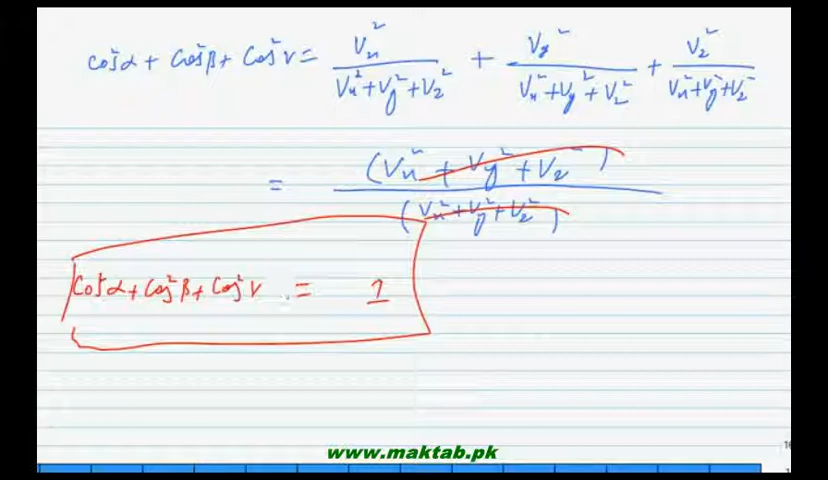 cos²α + cos²β + cos²γ = Vx² / (Vx² + Vy² + Vz²) + Vy² / (Vx² + Vy² + Vz²) + Vz² / (Vx² + Vy² + Vz²)
= (Vx² + Vy² + Vz²) / (Vx² + Vy² + Vz²)
cos²α + cos²β + cos²γ = 1
www.maktab.pk